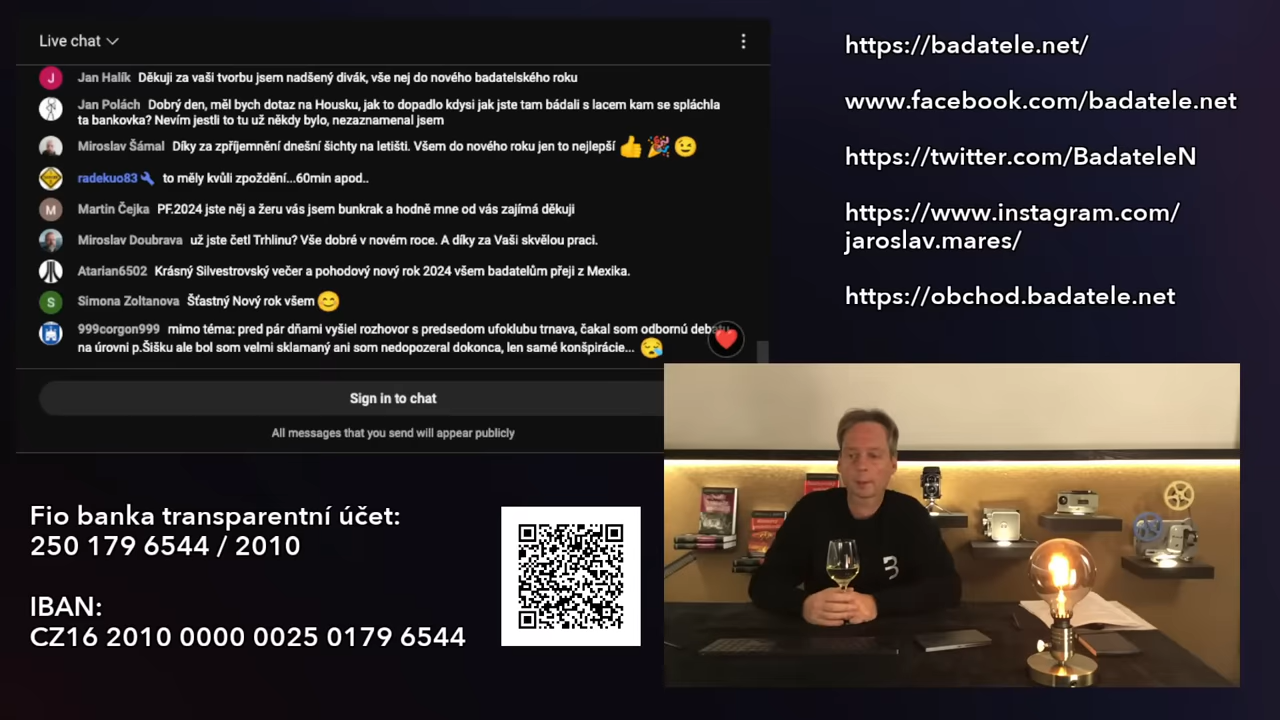 Live chat
J Jan Halík Děkuji za vaši tvorbu jsem nadšený divák, vše nej do nového badatelského roku
Jan Polách Dobrý den, měl bych dotaz na Housku, jak to dopadlo kdysi jak jste tam bádali s lacem kam se spláchla
ta bankovka? Nevím jestli to tu už někdy bylo, nezaznamenal jsem
Miroslav Šárnal Díky za zpříjemnění dnešní šichty na letišti. Všem do nového roku jen to nejlepší 👍🎉😉
radekuo83 to měly kvůli zpoždění...60min apod..
M Martin Čejka PF.2024 jste něj a žeru vás jsem bunkrak a hodně mne od vás zajímá děkuji
Miroslav Doubrava už jste četl Trhlinu? Vše dobré v novém roce. A díky za Vaši skvělou praci.
Atarian6502 Krásný Silvestrovský večer a pohodový nový rok 2024 všem badatelům přeji z Mexika.
S Simona Zoltanova Šťastný Nový rok všem 😊
999corgon999 mimo téma: pred pár dňami vyšiel rozhovor s predsedom ufoklubu trnava, čakal som odbornú
na úrovni p.Šišku ale bol som velmi sklamaný ani som nedopozeral dokonca, len samé konšpirácie... 😪
Sign in to chat
All messages that you send will appear publicly
https://badatele.net/
www.facebook.com/badatele.net
https://twitter.com/BadateleN
https://www.instagram.com/
jaroslav.mares/
https://obchod.badatele.net
Fio banka transparentní účet:
250 179 6544 / 2010
IBAN:
CZ16 2010 0000 0025 0179 6544